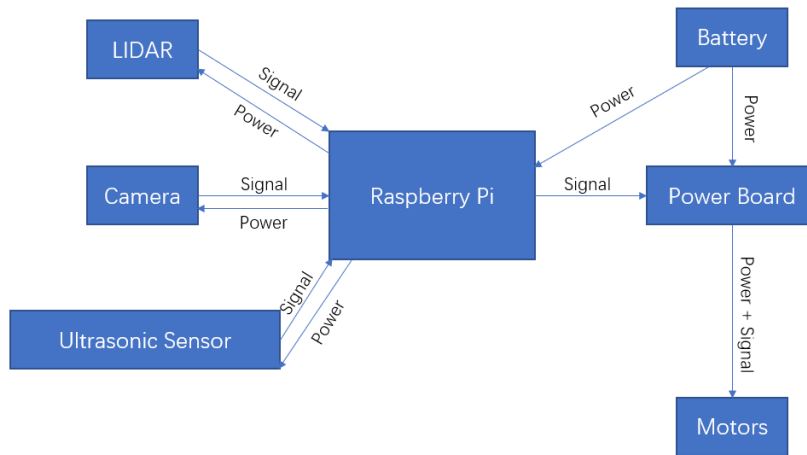 LIDAR
Battery
Signal
Power
Power
Power
Camera
Signal
Power
Raspberry Pi
Signal
Power Board
Signal
Power
Ultrasonic Sensor
Power + Signal
Motors